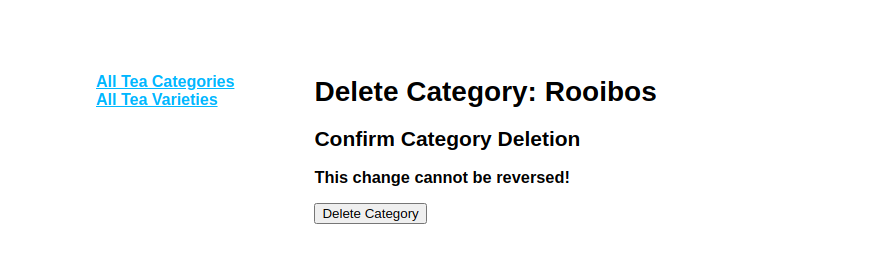 All Tea Categories
All Tea Varieties
Delete Category: Rooibos
Confirm Category Deletion
This change cannot be reversed!
Delete Category